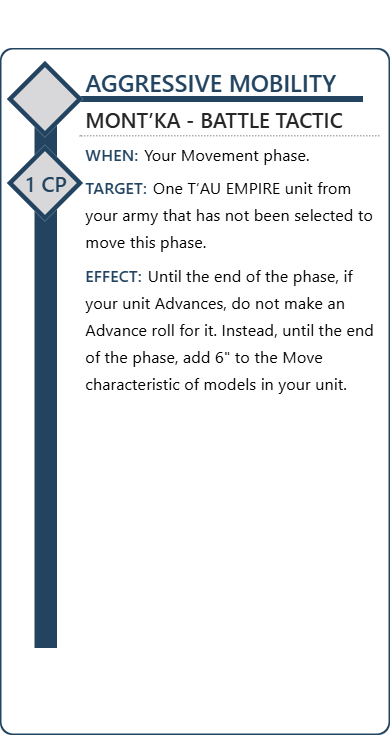 AGGRESSIVE MOBILITY
MONT’KA - BATTLE TACTIC
WHEN: Your Movement phase.
1 CP
TARGET: One T’AU EMPIRE unit from
your army that has not been selected to
move this phase.
EFFECT: Until the end of the phase, if
your unit Advances, do not make an
Advance roll for it. Instead, until the end
of the phase, add 6" to the Move
characteristic of models in your unit.